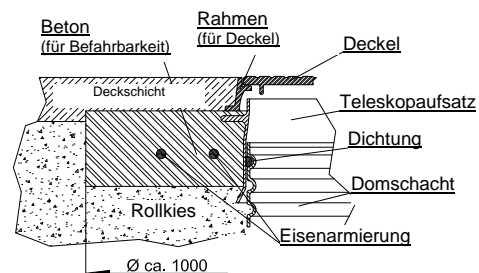 Beton
(für Befahrbarkeit)
Rahmen
(für Deckel)
Deckel
Deckschicht
Teleskopaufsatz
Dichtung
Domschacht
Rollkies
Eisenarmierung
Ø ca. 1000